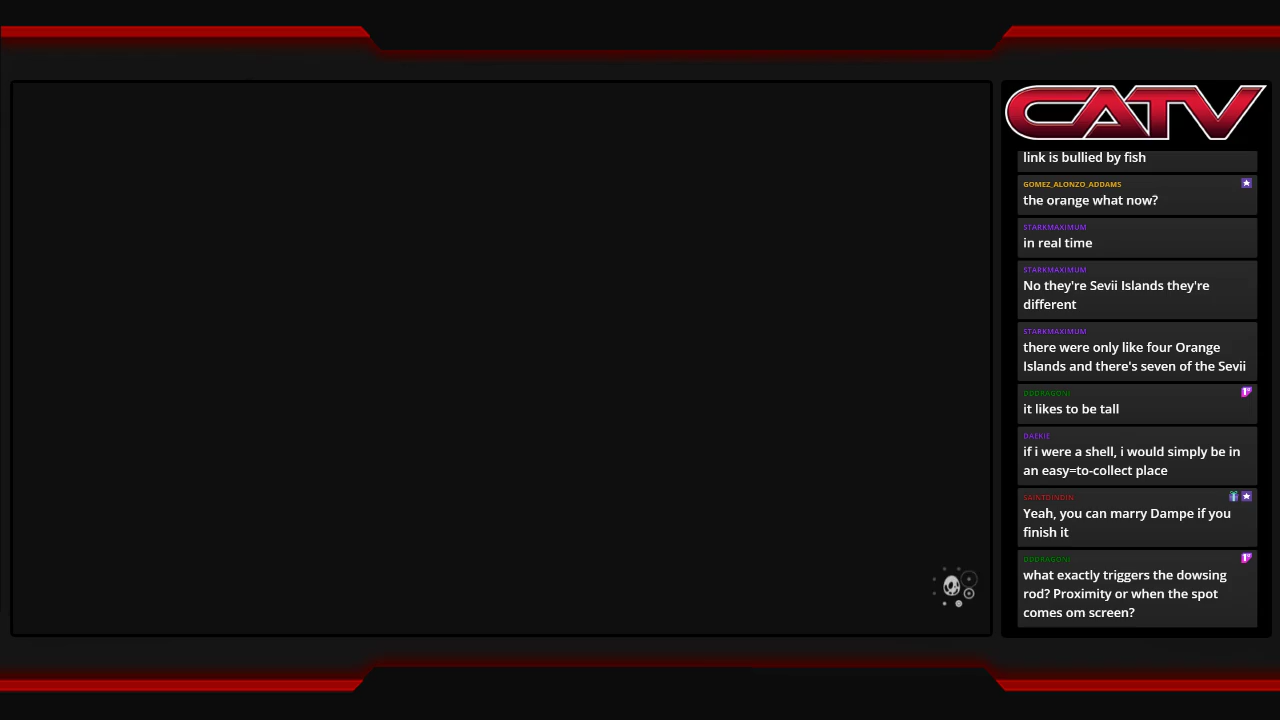 CATV
link is bullied by fish
GOMEZ_ALONZO_ADDAMS
the orange what now?
STARKMAXIMUM
in real time
STARKMAXIMUM
No they're Sevii Islands they're
different
STARKMAXIMUM
there were only like four Orange
Islands and there's seven of the Sevii
DDDRAGONI
it likes to be tall
DAEKIE
if i were a shell, i would simply be in
an easy=to-collect place
SAINTDINDIN
Yeah, you can marry Dampe if you
finish it
DDDRAGONI
what exactly triggers the dowsing
rod? Proximity or when the spot
comes om screen?